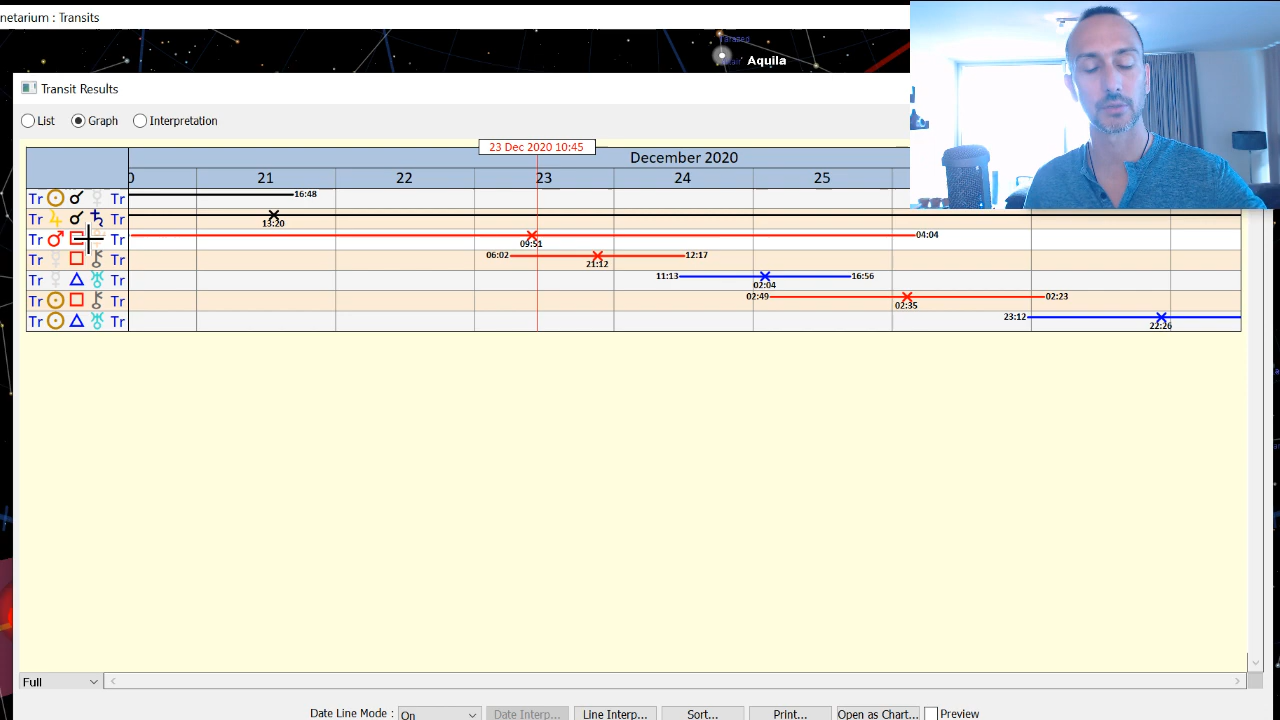 netarium : Transits
Aquila
Transit Results
List Graph Interpretation
23 Dec 2020 10:45
December 2020
0 21 22 23 24 25
Tr Tr 16:48
Tr Tr 13:20
Tr Tr 09:51 04:04
Tr Tr 06:02 21:12 12:17
Tr Tr 11:13 02:04 16:56
Tr Tr 02:49 02:35 02:23
Tr Tr 23:12 22:26
Full
Date Line Mode : On Date Interp... Line Interp... Sort... Print... Open as Chart... Preview